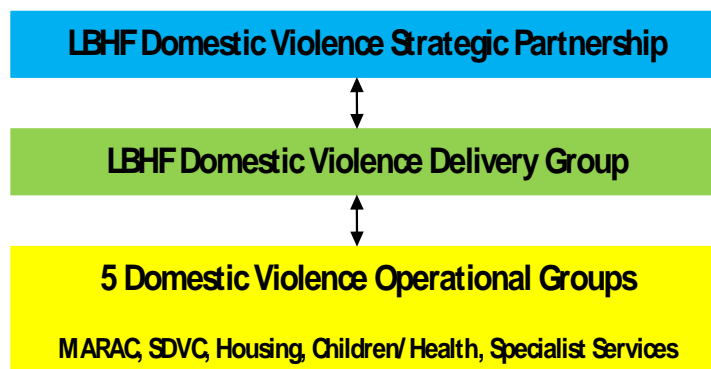 LBHF Domestic Violence Strategic Partnership
LBHF Domestic Violence Delivery Group
5 Domestic Violence Operational Groups
MARAC, SDVC, Housing, Children/ Health, Specialist Services